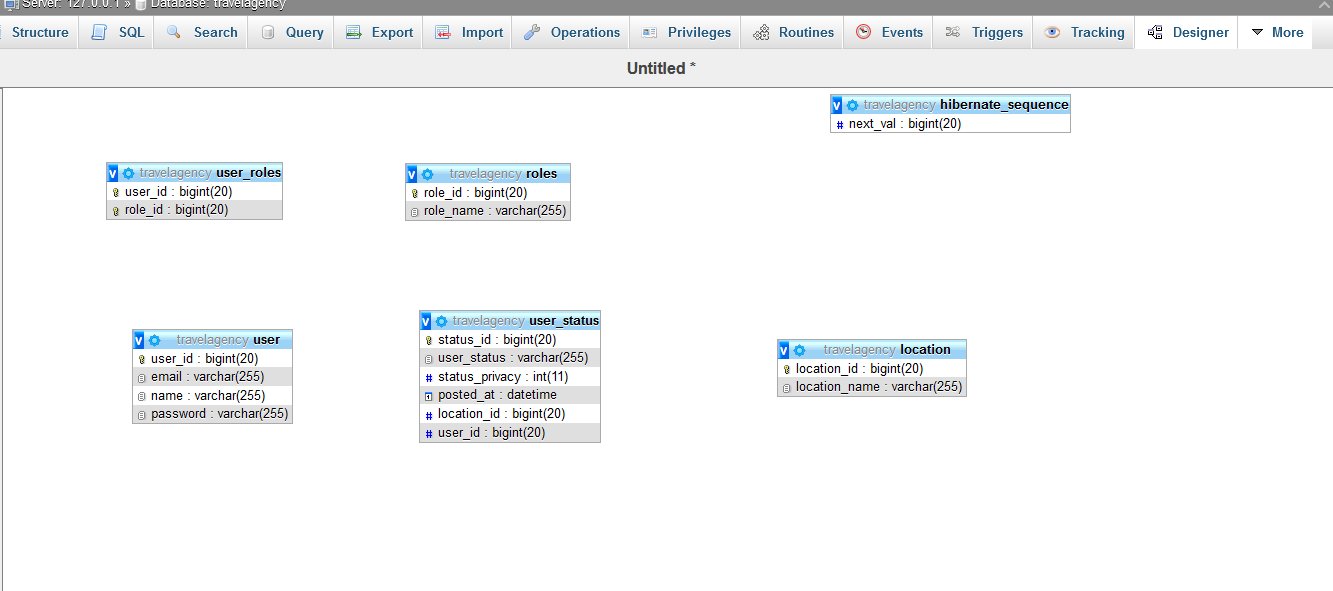 Server: 127.0.0.1 » Database: travelagency
Structure SQL Search Query Export Import Operations Privileges Routines Events Triggers Tracking Designer More
Untitled *
v travelagency hibernate_sequence
# next_val : bigint(20)
v travelagency user_roles
user_id : bigint(20)
role_id : bigint(20)
v travelagency roles
role_id : bigint(20)
role_name : varchar(255)
v travelagency user
user_id : bigint(20)
email : varchar(255)
name : varchar(255)
password : varchar(255)
v travelagency user_status
status_id : bigint(20)
user_status : varchar(255)
# status_privacy : int(11)
posted_at : datetime
# location_id : bigint(20)
# user_id : bigint(20)
v travelagency location
location_id : bigint(20)
location_name : varchar(255)